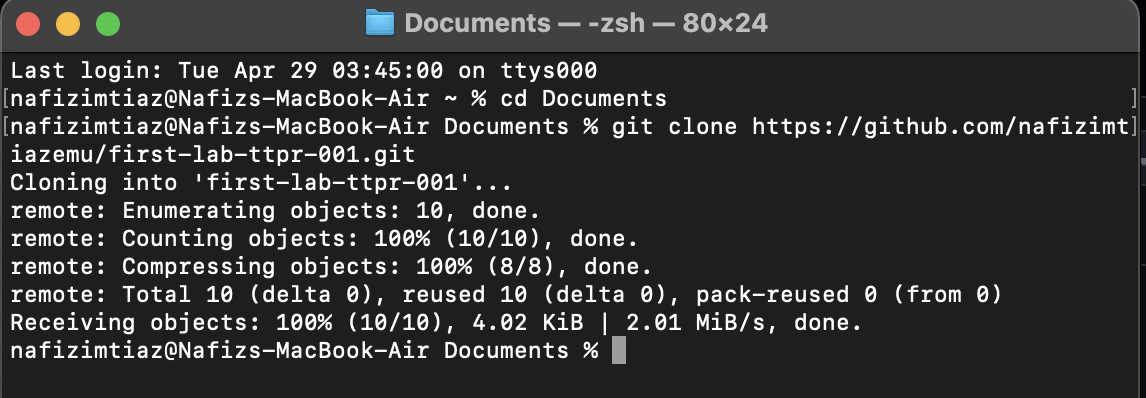 Documents — -zsh — 80×24
Last login: Tue Apr 29 03:45:00 on ttys000
[nafizimtiaz@Nafizs-MacBook-Air ~ % cd Documents ]
[nafizimtiaz@Nafizs-MacBook-Air Documents % git clone https://github.com/nafizimt]
iazemu/first-lab-ttpr-001.git
Cloning into 'first-lab-ttpr-001'...
remote: Enumerating objects: 10, done.
remote: Counting objects: 100% (10/10), done.
remote: Compressing objects: 100% (8/8), done.
remote: Total 10 (delta 0), reused 10 (delta 0), pack-reused 0 (from 0)
Receiving objects: 100% (10/10), 4.02 KiB | 2.01 MiB/s, done.
nafizimtiaz@Nafizs-MacBook-Air Documents %